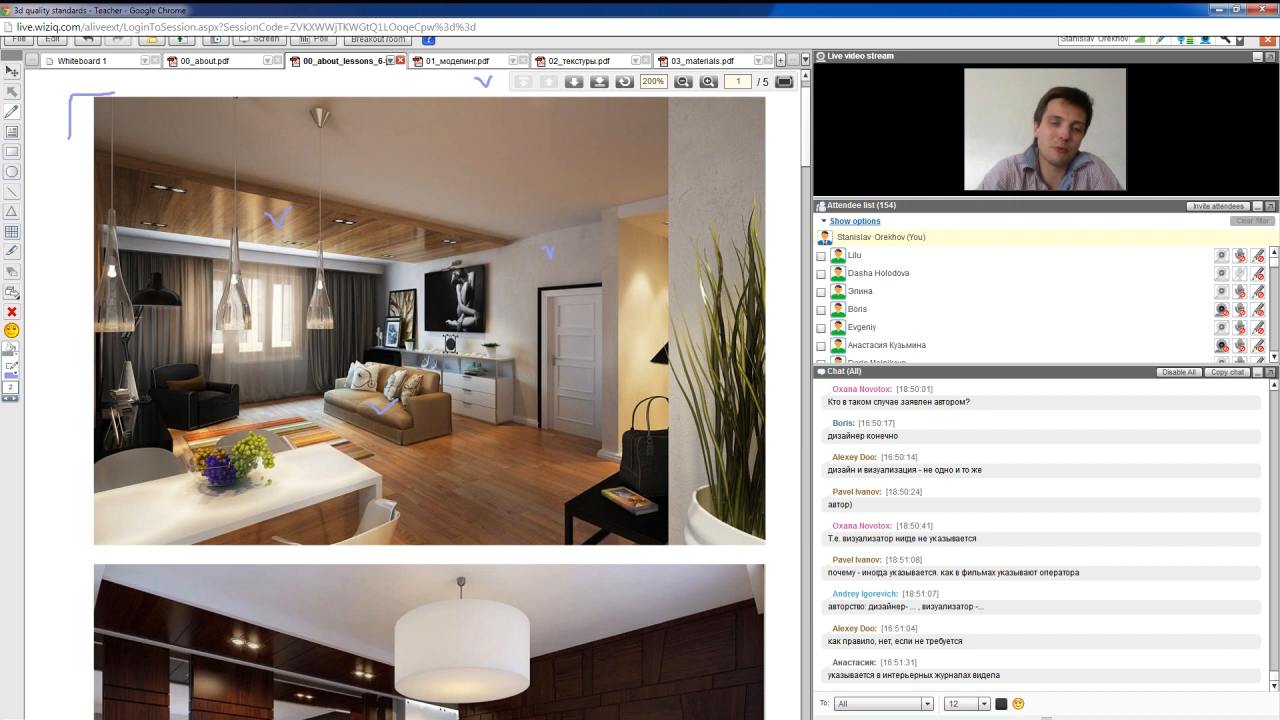 3d quality standards - Teacher - Google Chrome
live.wiziq.com/aliveext/LoginToSession.aspx?SessionCode=ZVKXWWjTKWGtQ1LOoqeCpw%3d%3d
File Edit Screen Poll Breakout room ? Stanislav Orekhov
Whiteboard 1 00_about.pdf 00_about_lessons_6- 01_моделинг.pdf 02_текстуры.pdf 03_materials.pdf
200% 1 / 5
2
Live video stream
Attendee list (154) Invite attendees
Show options Clear filter
Stanislav Orekhov (You)
Lilu
Dasha Holodova
Элина
Boris
Evgeniy
Анастасия Кузьмина
Chat (All) Disable All Copy chat
Oxana Novotox: [18:50:01]
Кто в таком случае заявлен автором?
Boris: [16:50:17]
дизайнер конечно
Alexey Doo: [16:50:14]
дизайн и визуализация - не одно и то же
Pavel Ivanov: [18:50:24]
автор)
Oxana Novotox: [18:50:41]
Т.е. визуализатор нигде не указывается
Pavel Ivanov: [18:51:08]
почему - иногда указывается. как в фильмах указывают оператора
Andrey Igorevich: [18:51:07]
авторство: дизайнер- ... , визуализатор -...
Alexey Doo: [16:51:04]
как правило, нет, если не требуется
Анастасия: [16:51:31]
указывается в интерьерных журналах видела
To: All 12